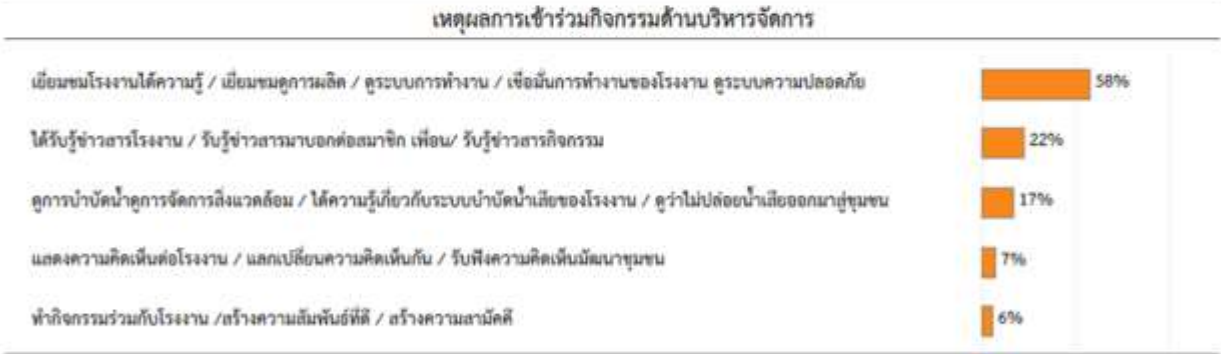 เหตุผลการเข้าร่วมกิจกรรมด้านบริหารจัดการ
เยี่ยมชมโรงงานได้ความรู้ / เยี่ยมชมดูการผลิต / ดูระบบการทำงาน / เชื่อมั่นการทำงานของโรงงาน ดูระบบความปลอดภัย 58%
ได้รับรู้ข่าวสารโรงงาน / รับรู้ข่าวสารมาบอกต่อสมาชิก เพื่อน/ รับรู้ข่าวสารกิจกรรม 22%
ดูการบำบัดน้ำดูการจัดการสิ่งแวดล้อม / ได้ความรู้เกี่ยวกับระบบบำบัดน้ำเสียของโรงงาน / ดูว่าไม่ปล่อยน้ำเสียออกมาสู่ชุมชน 17%
แสดงความคิดเห็นต่อโรงงาน / แลกเปลี่ยนความคิดเห็นกัน / รับฟังความคิดเห็นพัฒนาชุมชน 7%
ทำกิจกรรมร่วมกับโรงงาน /สร้างความสัมพันธ์ที่ดี / สร้างความสามัคคี 6%